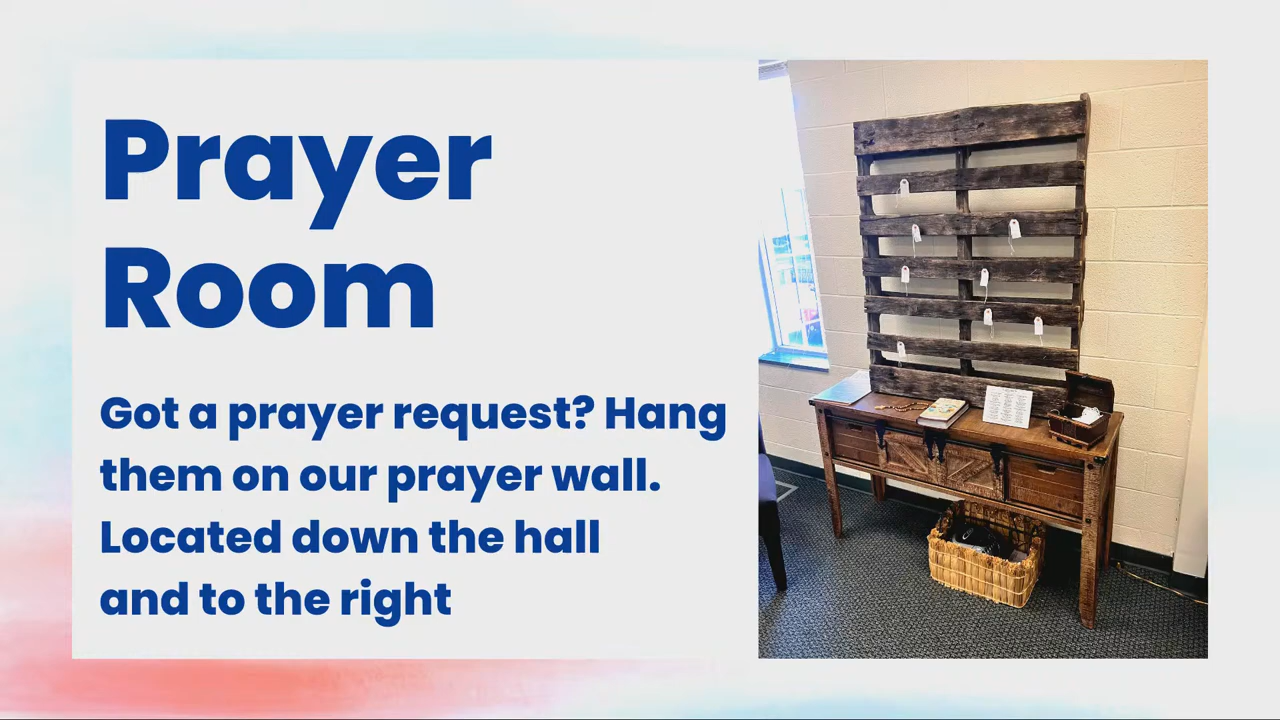 Prayer
Room
Got a prayer request? Hang
them on our prayer wall.
Located down the hall
and to the right